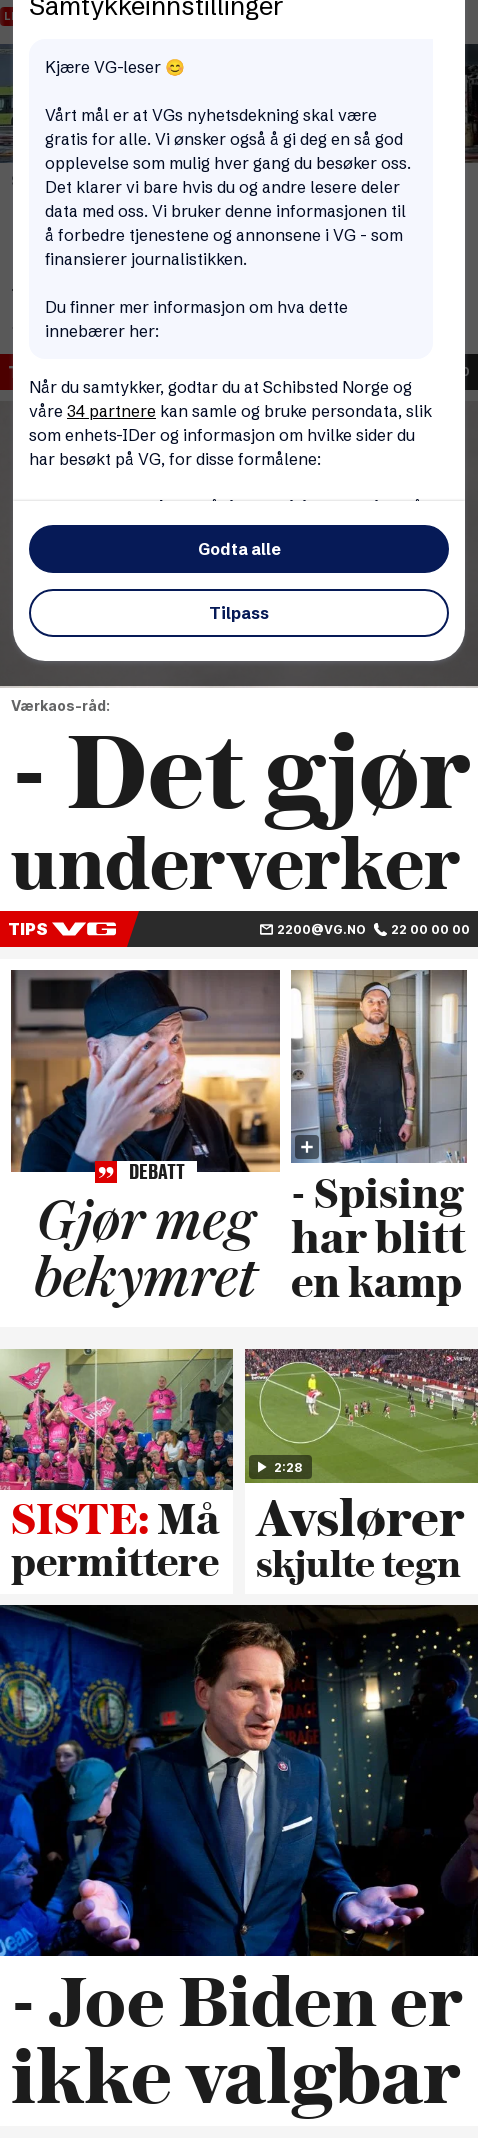 Samtykkeinnstillinger
Kjære VG-leser 😊
Vårt mål er at VGs nyhetsdekning skal være
gratis for alle. Vi ønsker også å gi deg en så god
opplevelse som mulig hver gang du besøker oss.
Det klarer vi bare hvis du og andre lesere deler
data med oss. Vi bruker denne informasjonen til
å forbedre tjenestene og annonsene i VG - som
finansierer journalistikken.
Du finner mer informasjon om hva dette
innebærer her:
Når du samtykker, godtar du at Schibsted Norge og
våre 34 partnere kan samle og bruke persondata, slik
som enhets-IDer og informasjon om hvilke sider du
har besøkt på VG, for disse formålene:
Godta alle
Tilpass
Værkaos-råd:
- Det gjør
underverker
TIPS VG 2200@VG.NO 22 00 00 00
DEBATT
Gjør meg
bekymret
- Spising
har blitt
en kamp
2:28
SISTE: Må
permittere
Avslører
skjulte tegn
- Joe Biden er
ikke valgbar